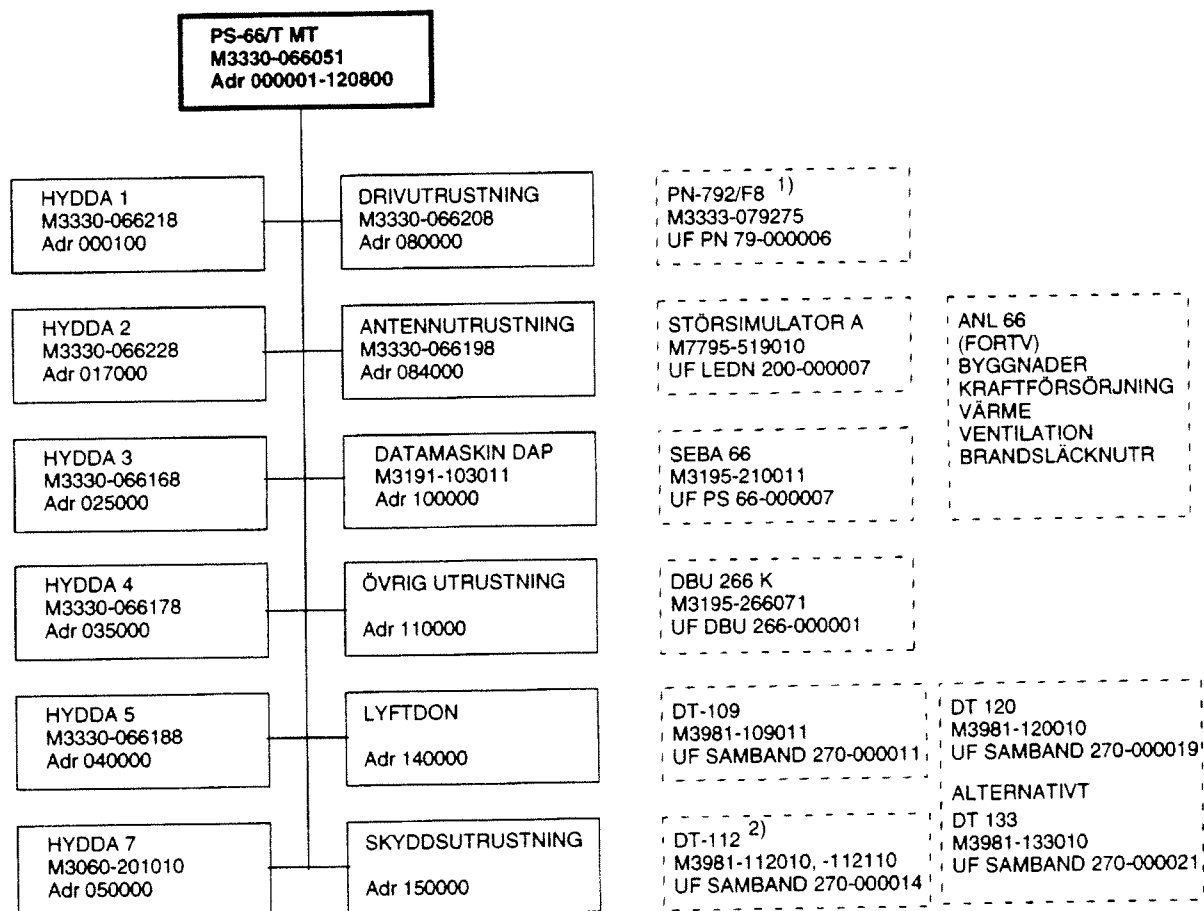 PS-66/T MT
M3330-066051
Adr 000001-120800
HYDDA 1
M3330-066218
Adr 000100
DRIVUTRUSTNING
M3330-066208
Adr 080000
PN-792/F8 1)
M3333-079275
UF PN 79-000006
HYDDA 2
M3330-066228
Adr 017000
ANTENNUTRUSTNING
M3330-066198
Adr 084000
STÖRSIMULATOR A
M7795-519010
UF LEDN 200-000007
ANL 66
(FORTV)
BYGGNADER
KRAFTFÖRSÖRJNING
VÄRME
VENTILATION
BRANDSLÄCKNUTR
HYDDA 3
M3330-066168
Adr 025000
DATAMASKIN DAP
M3191-103011
Adr 100000
SEBA 66
M3195-210011
UF PS 66-000007
HYDDA 4
M3330-066178
Adr 035000
ÖVRIG UTRUSTNING
Adr 110000
DBU 266 K
M3195-266071
UF DBU 266-000001
HYDDA 5
M3330-066188
Adr 040000
LYFTDON
Adr 140000
DT-109
M3981-109011
UF SAMBAND 270-000011
DT 120
M3981-120010
UF SAMBAND 270-000019
ALTERNATIVT
DT 133
M3981-133010
UF SAMBAND 270-000021
HYDDA 7
M3060-201010
Adr 050000
SKYDDSUTRUSTNING
Adr 150000
DT-112 2)
M3981-112010, -112110
UF SAMBAND 270-000014